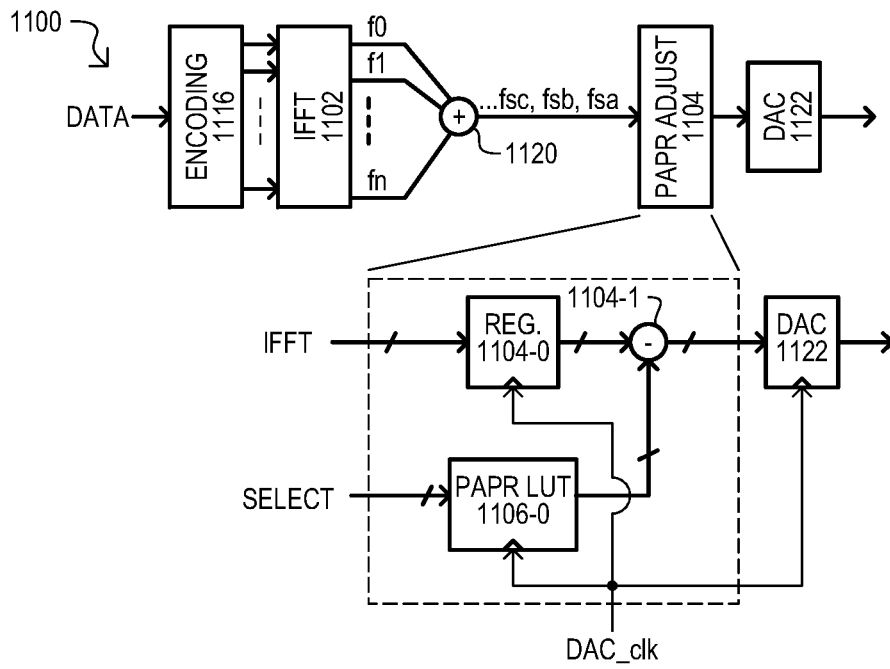 1100
DATA
ENCODING
1116
IFFT
1102
f0
f1
fn
+
1120
...fsc, fsb, fsa
PAPR ADJUST
1104
DAC
1122
1104-1
IFFT
REG.
1104-0
-
DAC
1122
SELECT
PAPR LUT
1106-0
DAC_clk